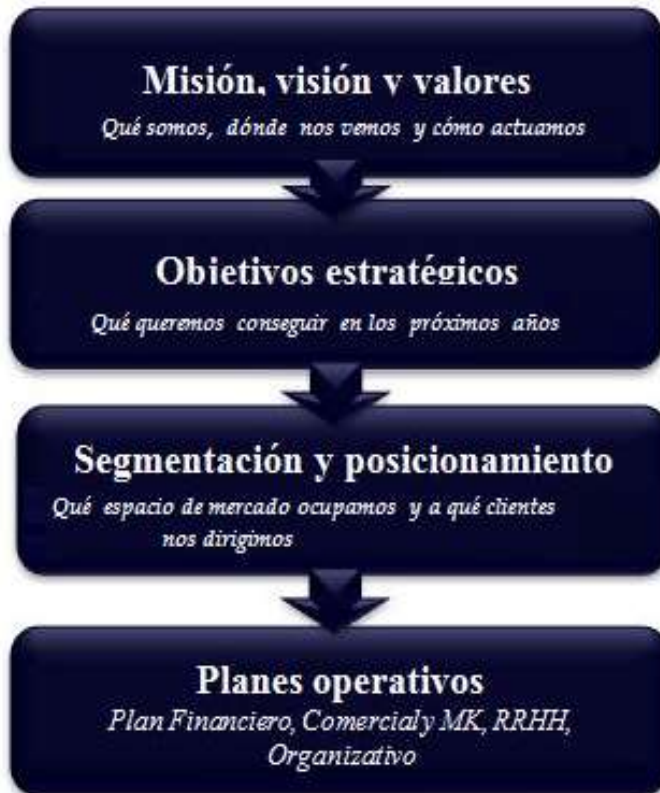 Misión, visión y valores
Qué somos, dónde nos vemos y cómo actuamos
Objetivos estratégicos
Qué queremos conseguir en los próximos años
Segmentación y posicionamiento
Qué espacio de mercado ocupamos y a qué clientes
nos dirigimos
Planes operativos
Plan Financiero, Comercialy MK, RRHH,
Organizativo